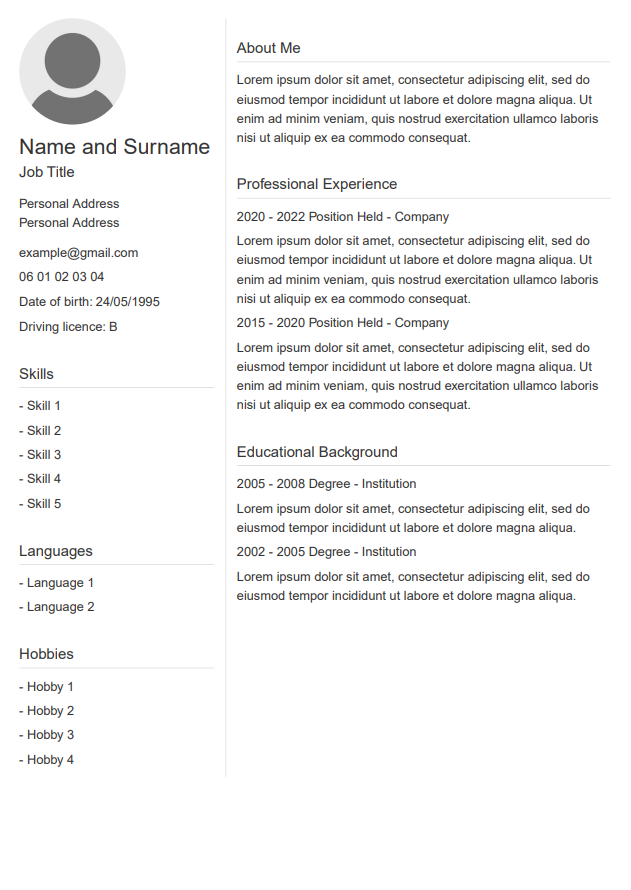 Name and Surname
Job Title
Personal Address
Personal Address
example@gmail.com
06 01 02 03 04
Date of birth: 24/05/1995
Driving licence: B
Skills
- Skill 1
- Skill 2
- Skill 3
- Skill 4
- Skill 5
Languages
- Language 1
- Language 2
Hobbies
- Hobby 1
- Hobby 2
- Hobby 3
- Hobby 4
About Me
Lorem ipsum dolor sit amet, consectetur adipiscing elit, sed do
eiusmod tempor incididunt ut labore et dolore magna aliqua. Ut
enim ad minim veniam, quis nostrud exercitation ullamco laboris
nisi ut aliquip ex ea commodo consequat.
Professional Experience
2020 - 2022 Position Held - Company
Lorem ipsum dolor sit amet, consectetur adipiscing elit, sed do
eiusmod tempor incididunt ut labore et dolore magna aliqua. Ut
enim ad minim veniam, quis nostrud exercitation ullamco laboris
nisi ut aliquip ex ea commodo consequat.
2015 - 2020 Position Held - Company
Lorem ipsum dolor sit amet, consectetur adipiscing elit, sed do
eiusmod tempor incididunt ut labore et dolore magna aliqua. Ut
enim ad minim veniam, quis nostrud exercitation ullamco laboris
nisi ut aliquip ex ea commodo consequat.
Educational Background
2005 - 2008 Degree - Institution
Lorem ipsum dolor sit amet, consectetur adipiscing elit, sed do
eiusmod tempor incididunt ut labore et dolore magna aliqua.
2002 - 2005 Degree - Institution
Lorem ipsum dolor sit amet, consectetur adipiscing elit, sed do
eiusmod tempor incididunt ut labore et dolore magna aliqua.